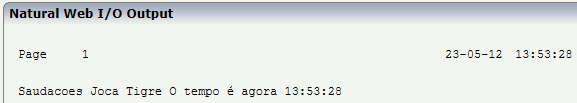 Natural Web I/O Output
Page 1 23-05-12 13:53:28
Saudacoes Joca Tigre O tempo é agora 13:53:28